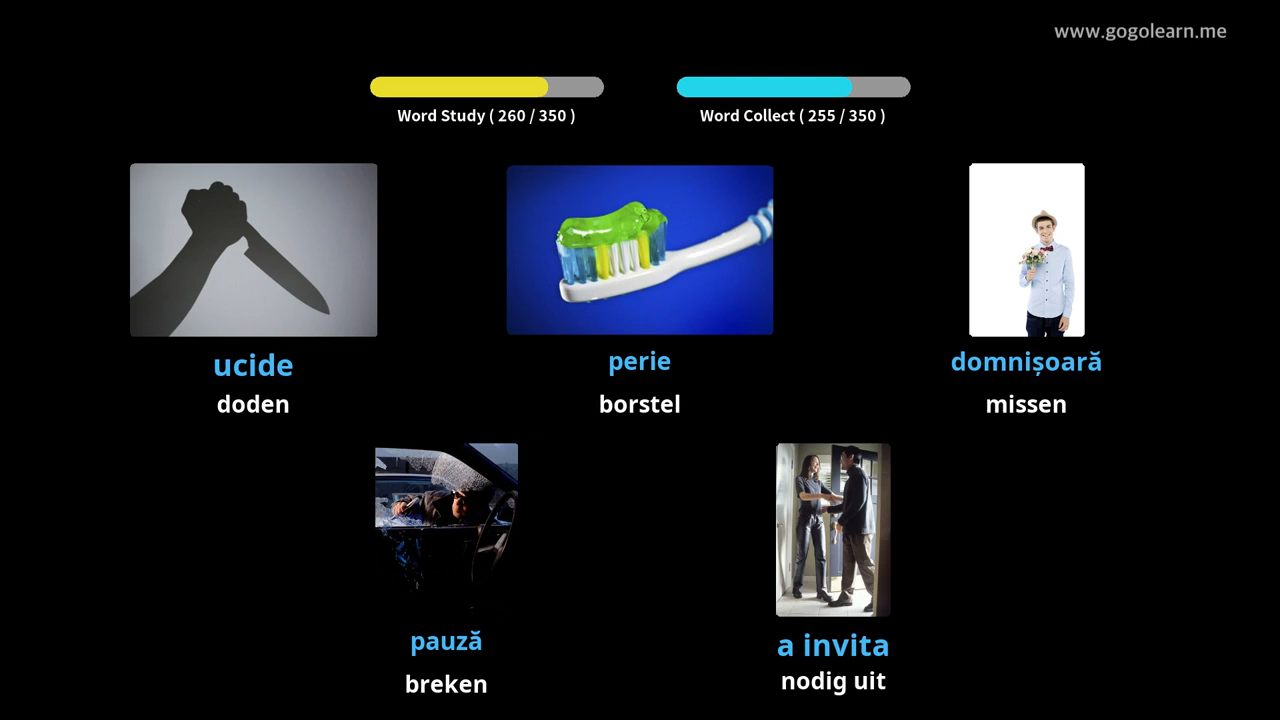 www.gogolearn.me
Word Study ( 260 / 350 )
Word Collect ( 255 / 350 )
ucide
doden
perie
borstel
domnișoară
missen
pauză
breken
a invita
nodig uit